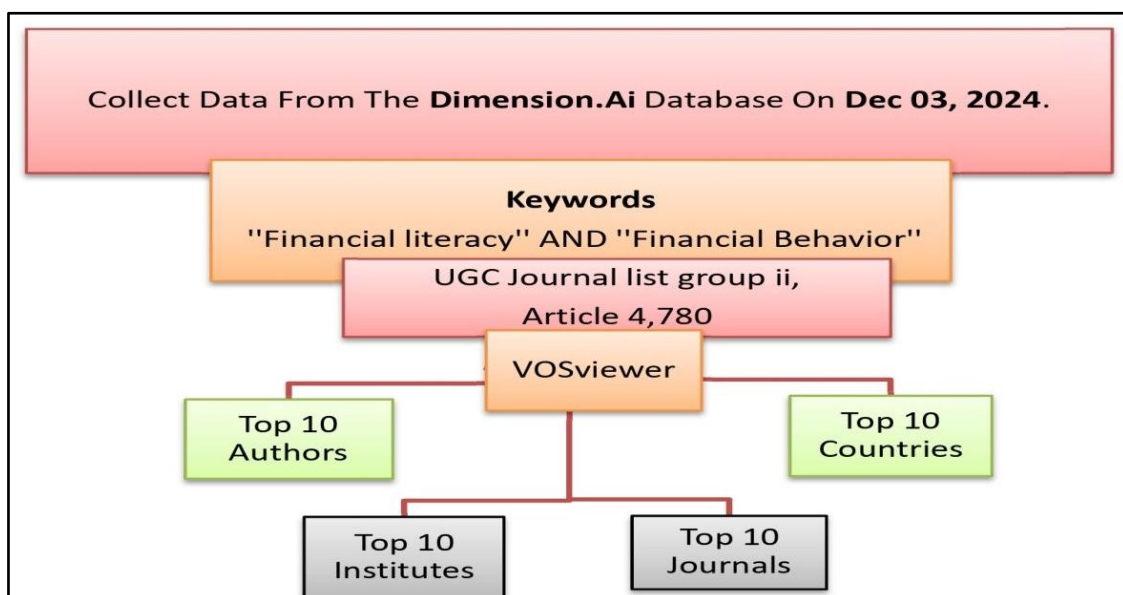 Collect Data From The Dimension.Ai Database On Dec 03, 2024.
Keywords
''Financial literacy'' AND ''Financial Behavior''
UGC Journal list group ii,
Article 4,780
VOSviewer
Top 10
Authors
Top 10
Countries
Top 10
Institutes
Top 10
Journals